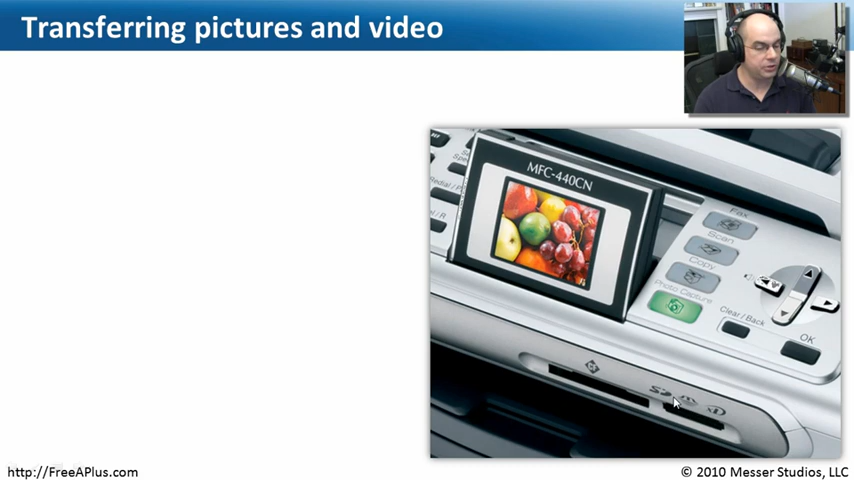 Transferring pictures and video
MFC-440CN
Fax
Scan
Copy
Photo Capture
Clear / Back
OK
http://FreeAPlus.com
© 2010 Messer Studios, LLC